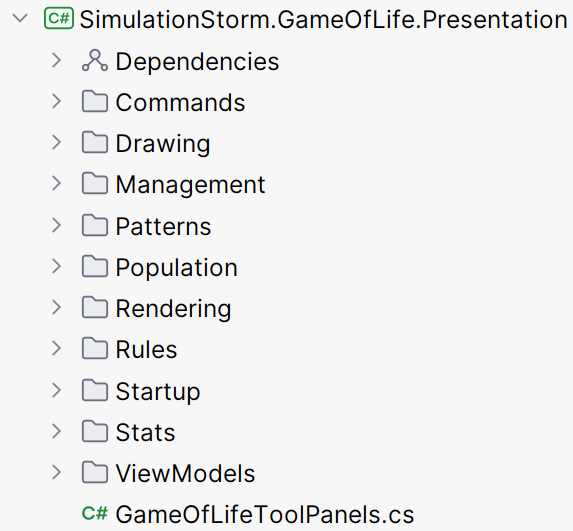 C# SimulationStorm.GameOfLife.Presentation
Dependencies
Commands
Drawing
Management
Patterns
Population
Rendering
Rules
Startup
Stats
ViewModels
C# GameOfLifeToolPanels.cs